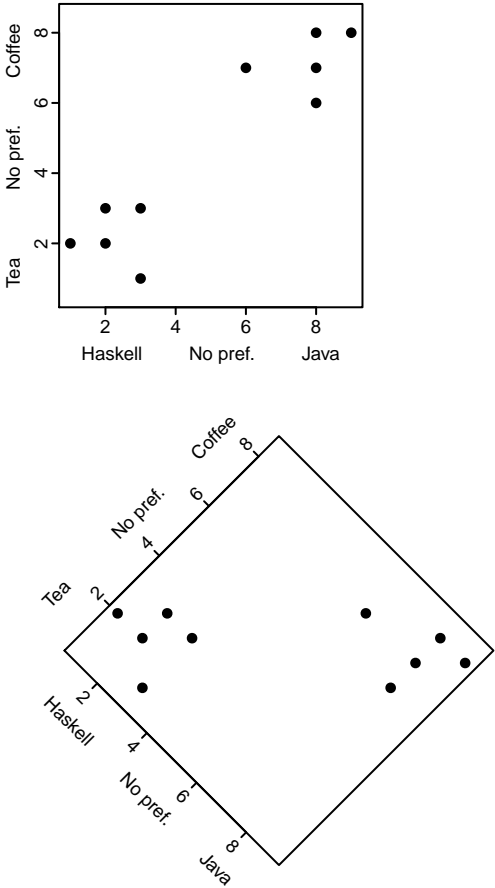 Coffee
No pref.
Tea
8
6
4
2
2 4 6 8
Haskell No pref. Java
Coffee
No pref.
Tea
8
6
4
2
2
4
6
8
Haskell
No pref.
Java